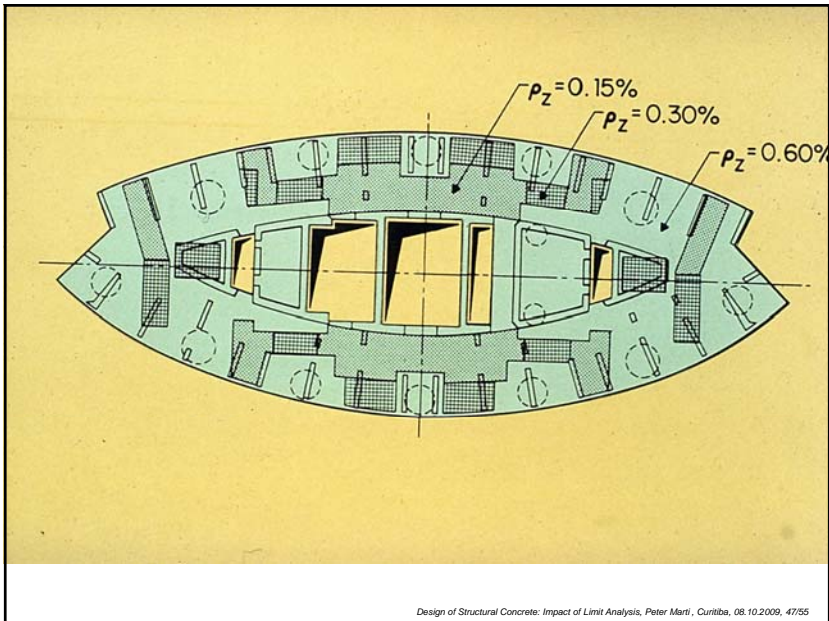 ρz=0.15%
ρz=0.30%
ρz=0.60%
Design of Structural Concrete: Impact of Limit Analysis, Peter Marti , Curitiba, 08.10.2009, 47/55